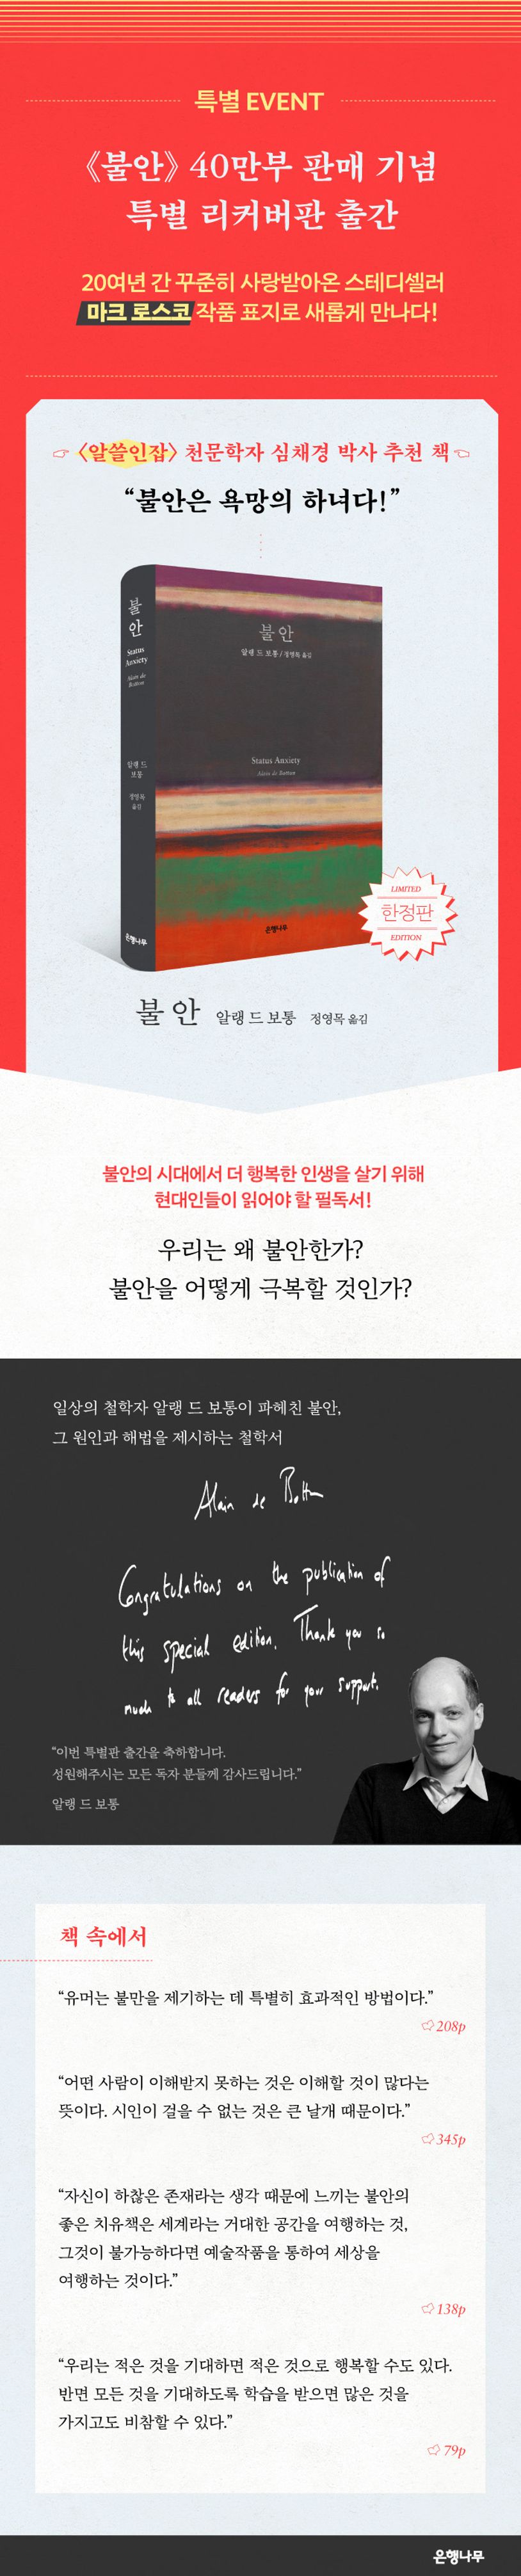 특별 EVENT
《불안》 40만부 판매 기념
특별 리커버판 출간
20여년 간 꾸준히 사랑받아온 스테디셀러
마크 로스코 작품 표지로 새롭게 만나다!
〈알쓸인잡〉 천문학자 심채경 박사 추천 책
“불안은 욕망의 하녀다!”
불안
Status
Anxiety
Alain de
Botton
알랭 드
보통
정영목
옮김
은행나무
불안
알랭 드 보통 / 정영목 옮김
Status Anxiety
Alain de Botton
은행나무
LIMITED
한정판
EDITION
불안 알랭 드 보통 정영목 옮김
불안의 시대에서 더 행복한 인생을 살기 위해
현대인들이 읽어야 할 필독서!
우리는 왜 불안한가?
불안을 어떻게 극복할 것인가?
일상의 철학자 알랭 드 보통이 파헤친 불안,
그 원인과 해법을 제시하는 철학서
Alain de Botton
Congratulations on the publication of
this special edition. Thank you so
much to all readers for your support.
“이번 특별판 출간을 축하합니다.
성원해주시는 모든 독자 분들께 감사드립니다.”
알랭 드 보통
책 속에서
“유머는 불만을 제기하는 데 특별히 효과적인 방법이다.”
208p
“어떤 사람이 이해받지 못하는 것은 이해할 것이 많다는
뜻이다. 시인이 걸을 수 없는 것은 큰 날개 때문이다.”
345p
“자신이 하찮은 존재라는 생각 때문에 느끼는 불안의
좋은 치유책은 세계라는 거대한 공간을 여행하는 것,
그것이 불가능하다면 예술작품을 통하여 세상을
여행하는 것이다.”
138p
“우리는 적은 것을 기대하면 적은 것으로 행복할 수도 있다.
반면 모든 것을 기대하도록 학습을 받으면 많은 것을
가지고도 비참할 수 있다.”
79p
은행나무